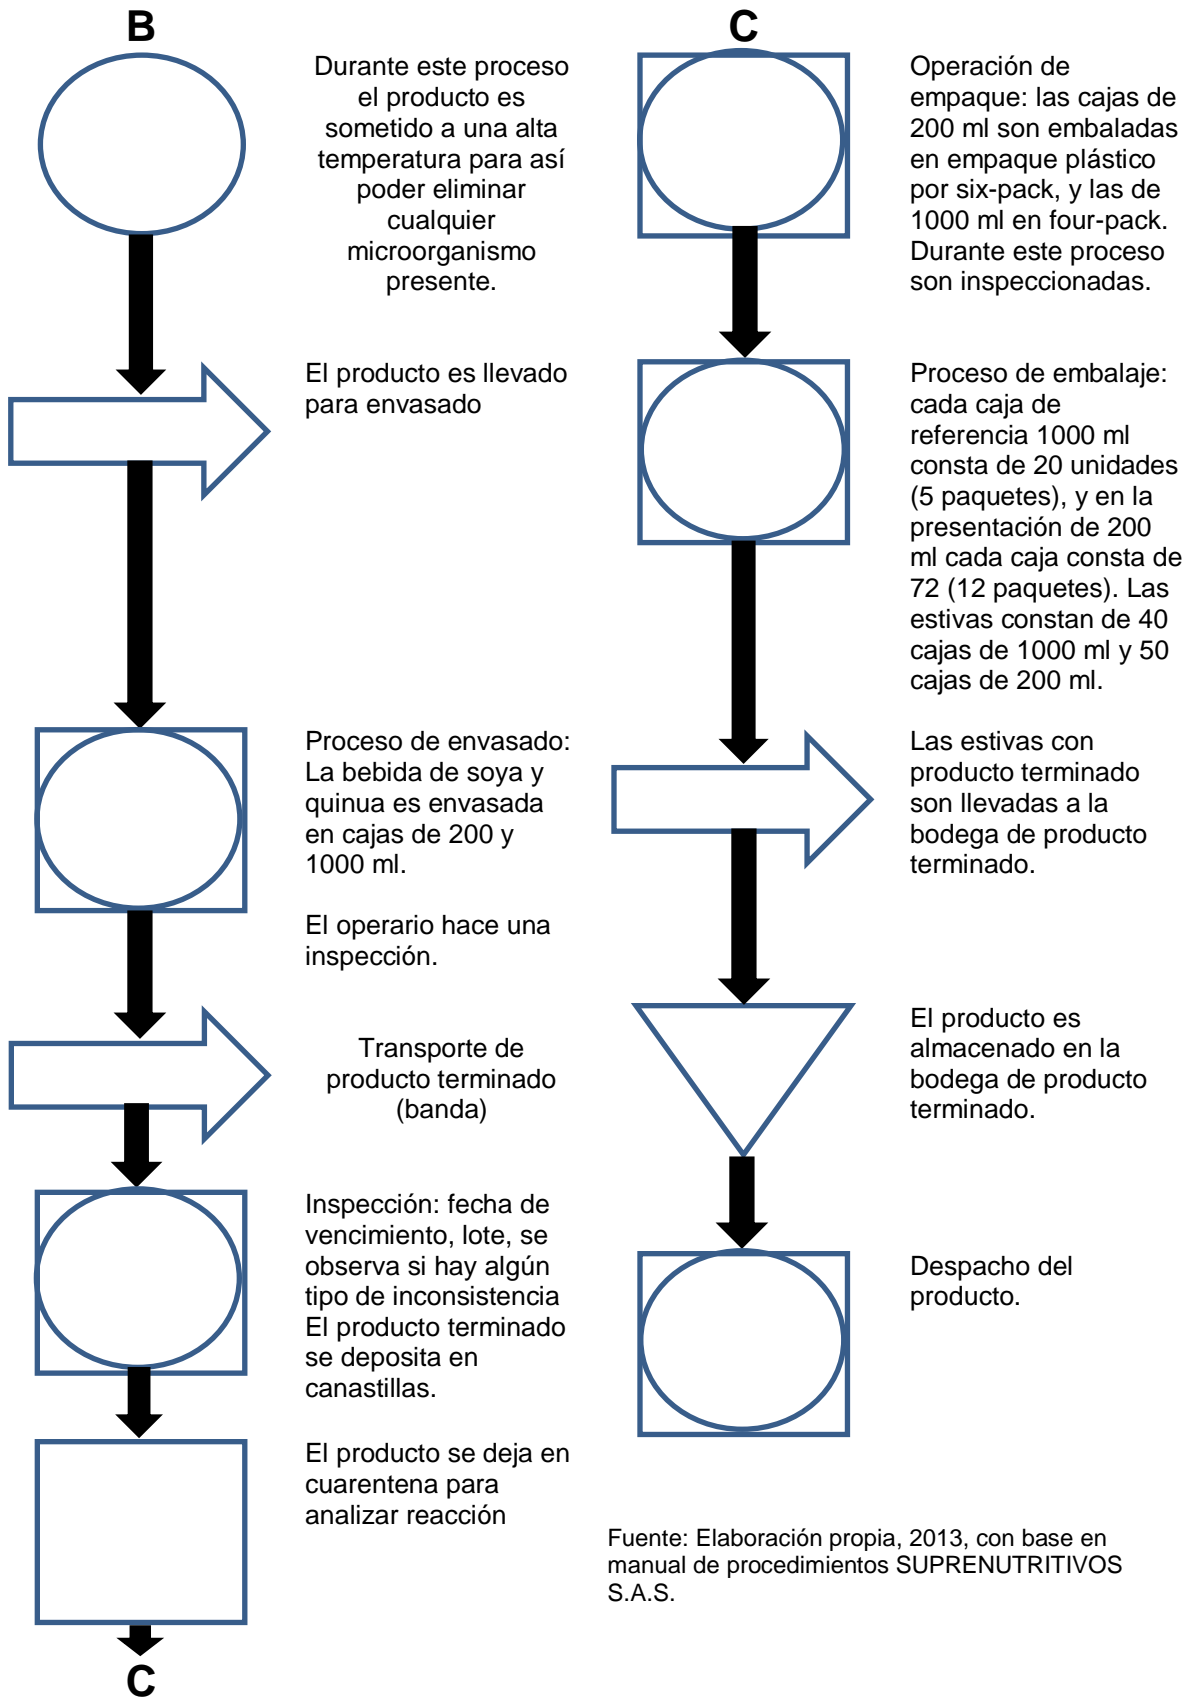 B
Durante este proceso
el producto es
sometido a una alta
temperatura para así
poder eliminar
cualquier
microorganismo
presente.
El producto es llevado
para envasado
Proceso de envasado:
La bebida de soya y
quinua es envasada
en cajas de 200 y
1000 ml.
El operario hace una
inspección.
Transporte de
producto terminado
(banda)
Inspección: fecha de
vencimiento, lote, se
observa si hay algún
tipo de inconsistencia
El producto terminado
se deposita en
canastillas.
El producto se deja en
cuarentena para
analizar reacción
C
C
Operación de
empaque: las cajas de
200 ml son embaladas
en empaque plástico
por six-pack, y las de
1000 ml en four-pack.
Durante este proceso
son inspeccionadas.
Proceso de embalaje:
cada caja de
referencia 1000 ml
consta de 20 unidades
(5 paquetes), y en la
presentación de 200
ml cada caja consta de
72 (12 paquetes). Las
estivas constan de 40
cajas de 1000 ml y 50
cajas de 200 ml.
Las estivas con
producto terminado
son llevadas a la
bodega de producto
terminado.
El producto es
almacenado en la
bodega de producto
terminado.
Despacho del
producto.
Fuente: Elaboración propia, 2013, con base en
manual de procedimientos SUPRENUTRITIVOS
S.A.S.